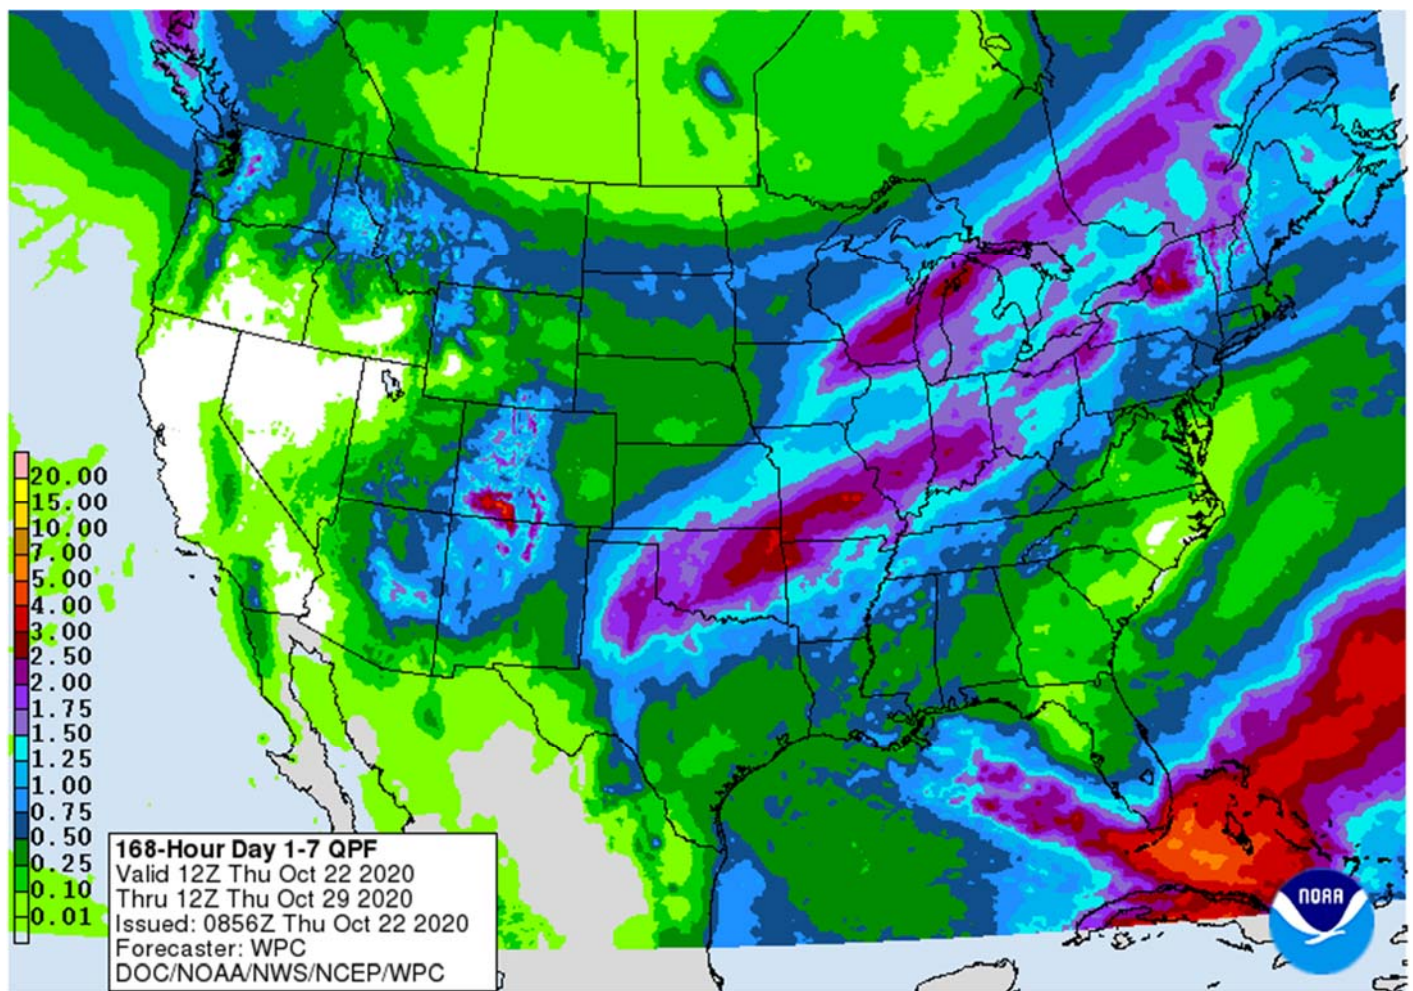 20.00
15.00
10.00
7.00
5.00
4.00
3.00
2.50
2.00
1.75
1.50
1.25
1.00
0.75
0.50
0.25
0.10
0.01
168-Hour Day 1-7 QPF
Valid 12Z Thu Oct 22 2020
Thru 12Z Thu Oct 29 2020
Issued: 0856Z Thu Oct 22 2020
Forecaster: WPC
DOC/NOAA/NWS/NCEP/WPC
NOAA